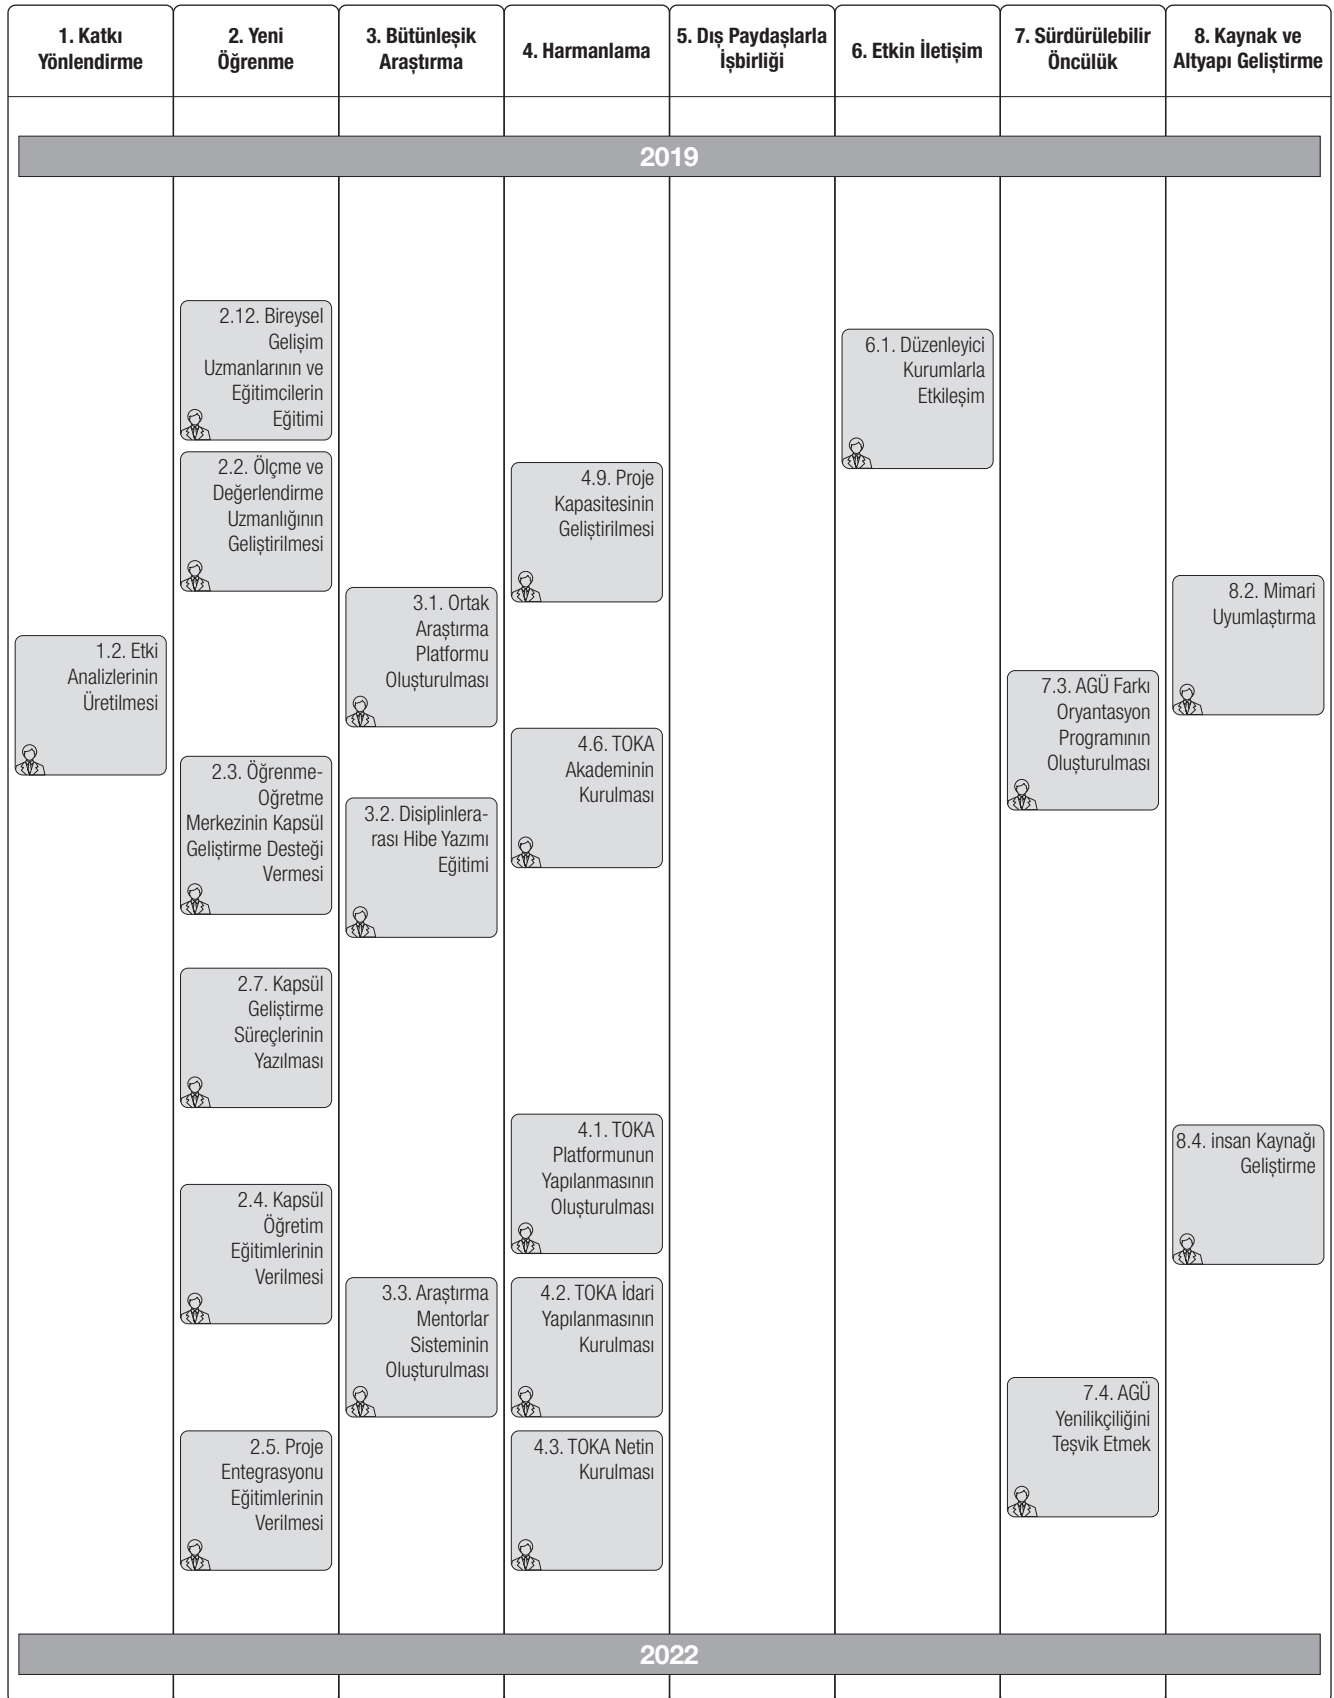 1. Katkı
Yönlendirme
2. Yeni
Öğrenme
3. Bütünleşik
Araştırma
4. Harmanlama
5. Dış Paydaşlarla
İşbirliği
6. Etkin İletişim
7. Sürdürülebilir
Öncülük
8. Kaynak ve
Altyapı Geliştirme
2019
1.2. Etki
Analizlerinin
Üretilmesi
2.12. Bireysel
Gelişim
Uzmanlarının ve
Eğitimcilerin
Eğitimi
2.2. Ölçme ve
Değerlendirme
Uzmanlığının
Geliştirilmesi
2.3. Öğrenme-
Oğretme
Merkezinin Kapsül
Geliştirme Desteği
Vermesi
2.7. Kapsül
Geliştirme
Süreçlerinin
Yazılması
2.4. Kapsül
Öğretim
Eğitimlerinin
Verilmesi
2.5. Proje
Entegrasyonu
Eğitimlerinin
Verilmesi
3.1. Ortak
Araştırma
Platformu
Oluşturulması
3.2. Disiplinlera-
rası Hibe Yazımı
Eğitimi
3.3. Araştırma
Mentorlar
Sisteminin
Oluşturulması
4.9. Proje
Kapasitesinin
Geliştirilmesi
4.6. TOKA
Akademinin
Kurulması
4.1. TOKA
Platformunun
Yapılanmasının
Oluşturulması
4.2. TOKA İdari
Yapılanmasının
Kurulması
4.3. TOKA Netin
Kurulması
6.1. Düzenleyici
Kurumlarla
Etkileşim
7.3. AGÜ Farkı
Oryantasyon
Programının
Oluşturulması
7.4. AGÜ
Yenilikçiliğini
Teşvik Etmek
8.2. Mimari
Uyumlaştırma
8.4. insan Kaynağı
Geliştirme
2022